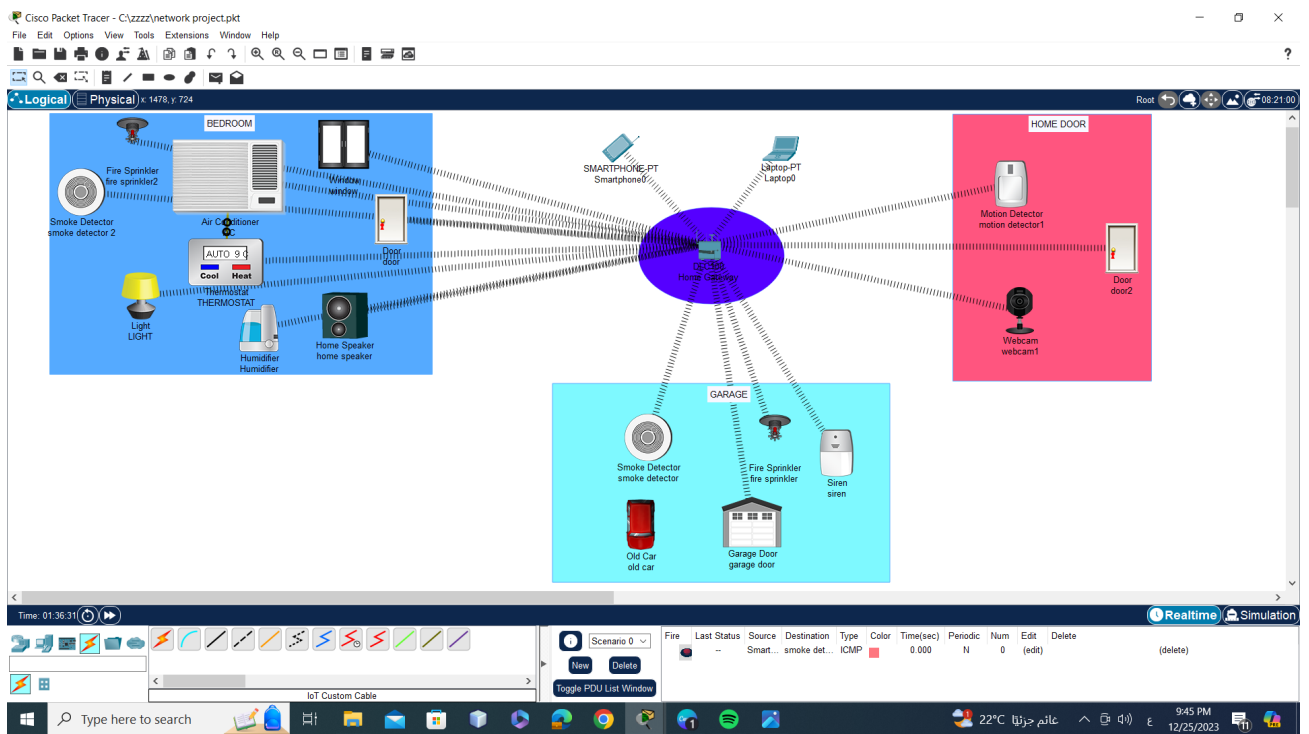 Cisco Packet Tracer - C:\zzzz\network project.pkt
File Edit Options View Tools Extensions Window Help
?
Logical Physical x: 1478, y: 724
Root 08:21:00
BEDROOM
Fire Sprinkler
fire sprinkler2
Window
window
Smoke Detector
smoke detector 2
Air Conditioner
Door
door
AUTO 9
Cool Heat
Thermostat
THERMOSTAT
Light
LIGHT
Humidifier
Humidifier
Home Speaker
home speaker
SMARTPHONE-PT
Smartphone0
Laptop-PT
Laptop0
Home Gateway
HOME DOOR
Motion Detector
motion detector1
Door
door2
Webcam
webcam1
GARAGE
Smoke Detector
smoke detector
Fire Sprinkler
fire sprinkler
Siren
siren
Old Car
old car
Garage Door
garage door
Time: 01:36:31
Realtime Simulation
Scenario 0
New Delete
Toggle PDU List Window
IoT Custom Cable
Fire Last Status Source Destination Type Color Time(sec) Periodic Num Edit Delete
-- Smart... smoke det... ICMP 0.000 N 0 (edit) (delete)
Type here to search
22°C غائم جزئيًا
ع
9:45 PM
12/25/2023
11